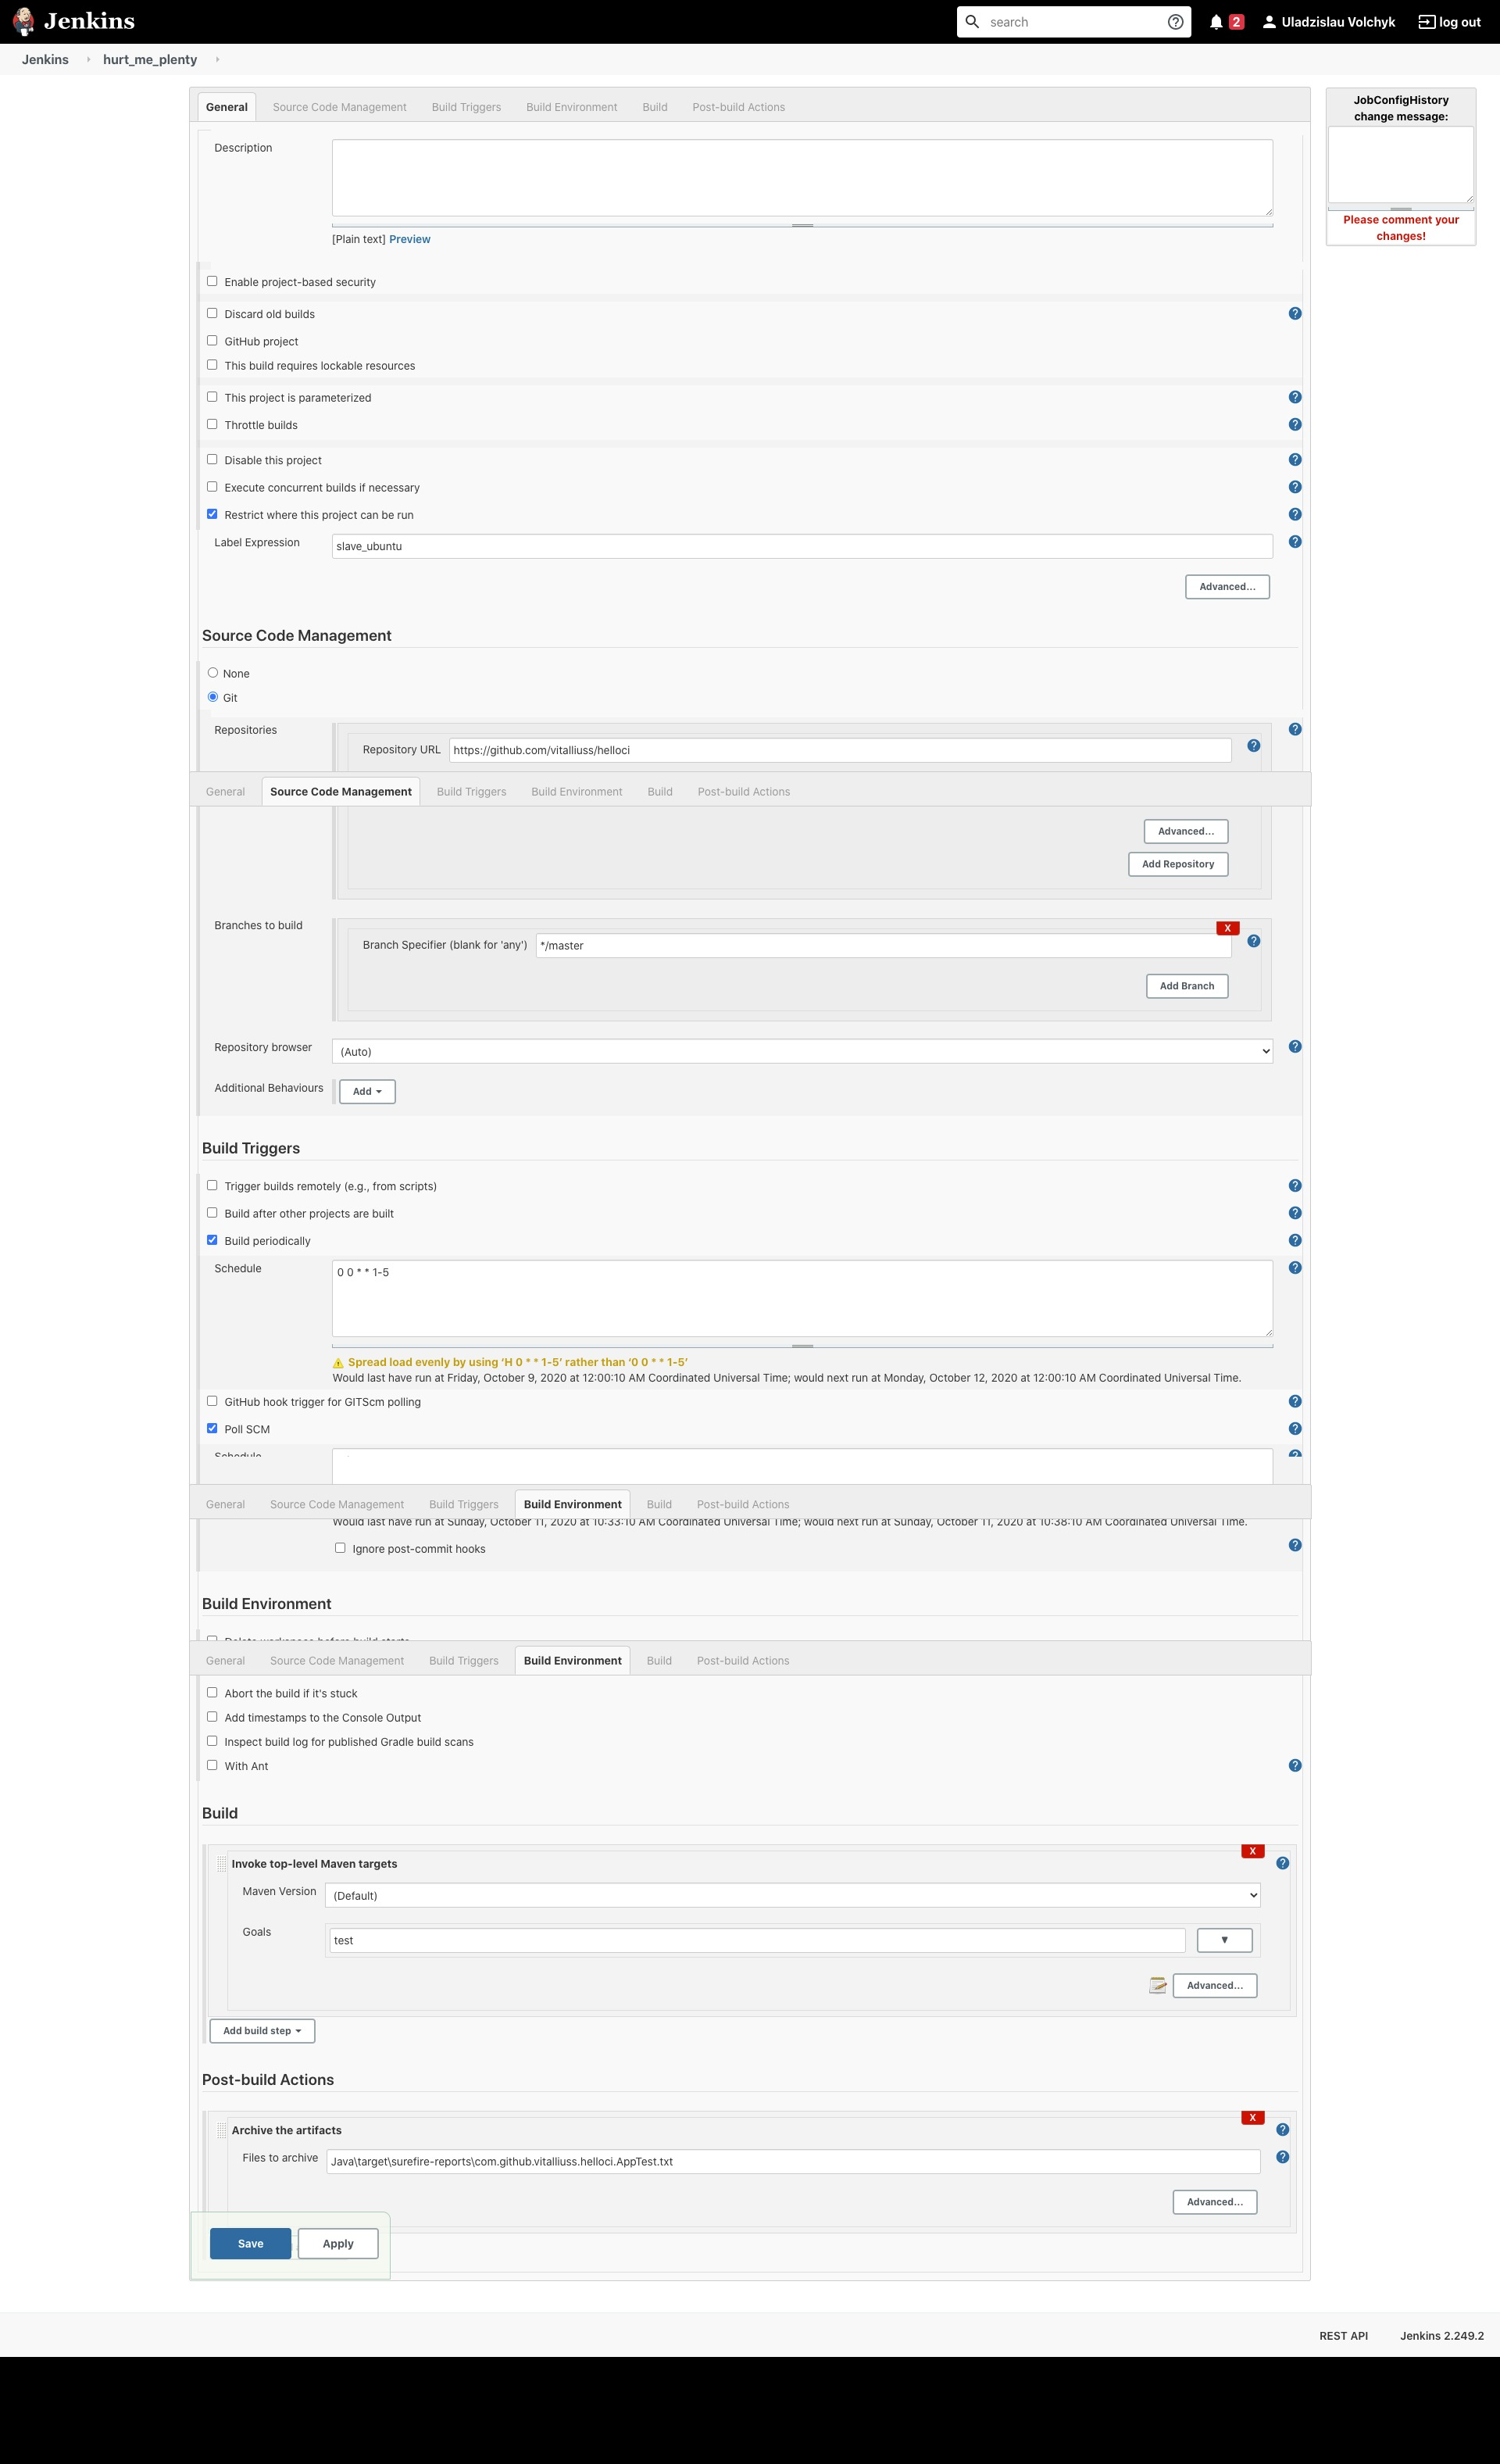 Jenkins
search
2
Uladzislau Volchyk
log out
Jenkins
hurt_me_plenty
General
Source Code Management
Build Triggers
Build Environment
Build
Post-build Actions
JobConfigHistory
change message:
Please comment your
changes!
Description
[Plain text] Preview
Enable project-based security
Discard old builds
GitHub project
This build requires lockable resources
This project is parameterized
Throttle builds
Disable this project
Execute concurrent builds if necessary
Restrict where this project can be run
Label Expression
slave_ubuntu
Advanced...
Source Code Management
None
Git
Repositories
Repository URL
https://github.com/vitalliuss/helloci
General
Source Code Management
Build Triggers
Build Environment
Build
Post-build Actions
Advanced...
Add Repository
Branches to build
X
Branch Specifier (blank for 'any')
*/master
Add Branch
Repository browser
(Auto)
Additional Behaviours
Add
Build Triggers
Trigger builds remotely (e.g., from scripts)
Build after other projects are built
Build periodically
Schedule
0 0 * * 1-5
Spread load evenly by using ‘H 0 * * 1-5’ rather than ‘0 0 * * 1-5’
Would last have run at Friday, October 9, 2020 at 12:00:10 AM Coordinated Universal Time; would next run at Monday, October 12, 2020 at 12:00:10 AM Coordinated Universal Time.
GitHub hook trigger for GITScm polling
Poll SCM
Schedule
General
Source Code Management
Build Triggers
Build Environment
Build
Post-build Actions
Would last have run at Sunday, October 11, 2020 at 10:33:10 AM Coordinated Universal Time; would next run at Sunday, October 11, 2020 at 10:38:10 AM Coordinated Universal Time.
Ignore post-commit hooks
Build Environment
Delete workspace before build starts
General
Source Code Management
Build Triggers
Build Environment
Build
Post-build Actions
Abort the build if it's stuck
Add timestamps to the Console Output
Inspect build log for published Gradle build scans
With Ant
Build
X
Invoke top-level Maven targets
Maven Version
(Default)
Goals
test
Advanced...
Add build step
Post-build Actions
X
Archive the artifacts
Files to archive
Java\target\surefire-reports\com.github.vitalliuss.helloci.AppTest.txt
Advanced...
Save
Apply
REST API
Jenkins 2.249.2